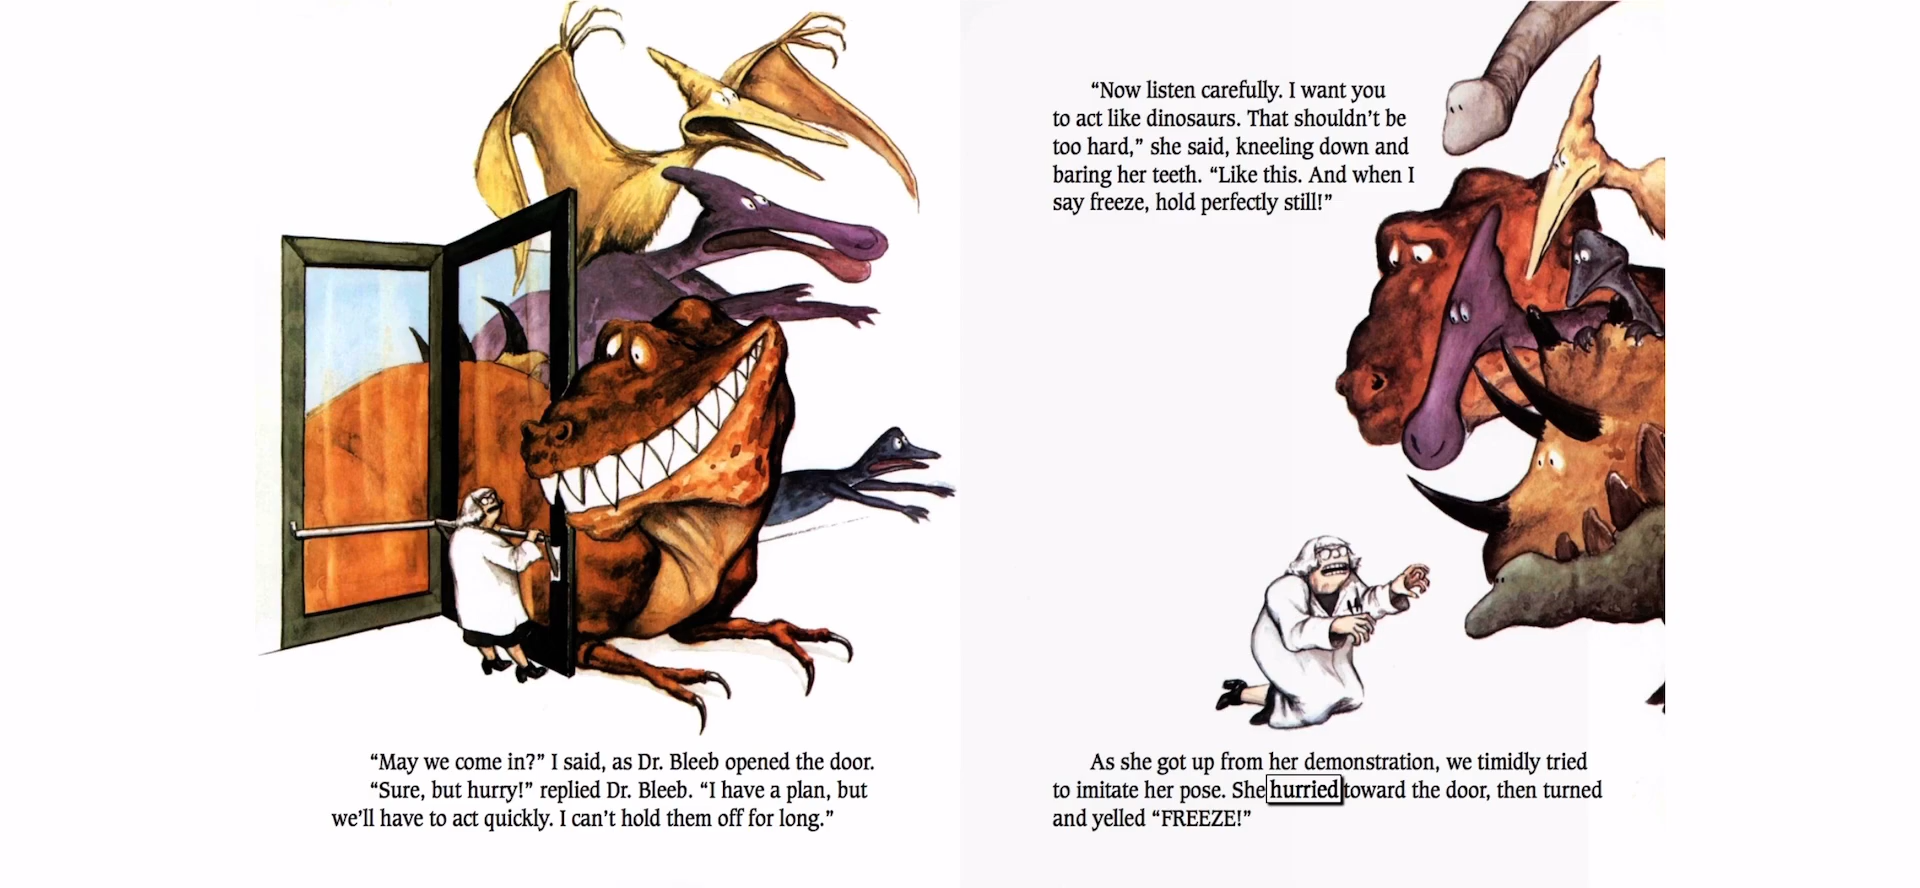 “May we come in?” I said, as Dr. Bleeb opened the door.
“Sure, but hurry!” replied Dr. Bleeb. “I have a plan, but
we’ll have to act quickly. I can’t hold them off for long.”
“Now listen carefully. I want you
to act like dinosaurs. That shouldn’t be
too hard,” she said, kneeling down and
baring her teeth. “Like this. And when I
say freeze, hold perfectly still!”
As she got up from her demonstration, we timidly tried
to imitate her pose. She hurried toward the door, then turned
and yelled “FREEZE!”